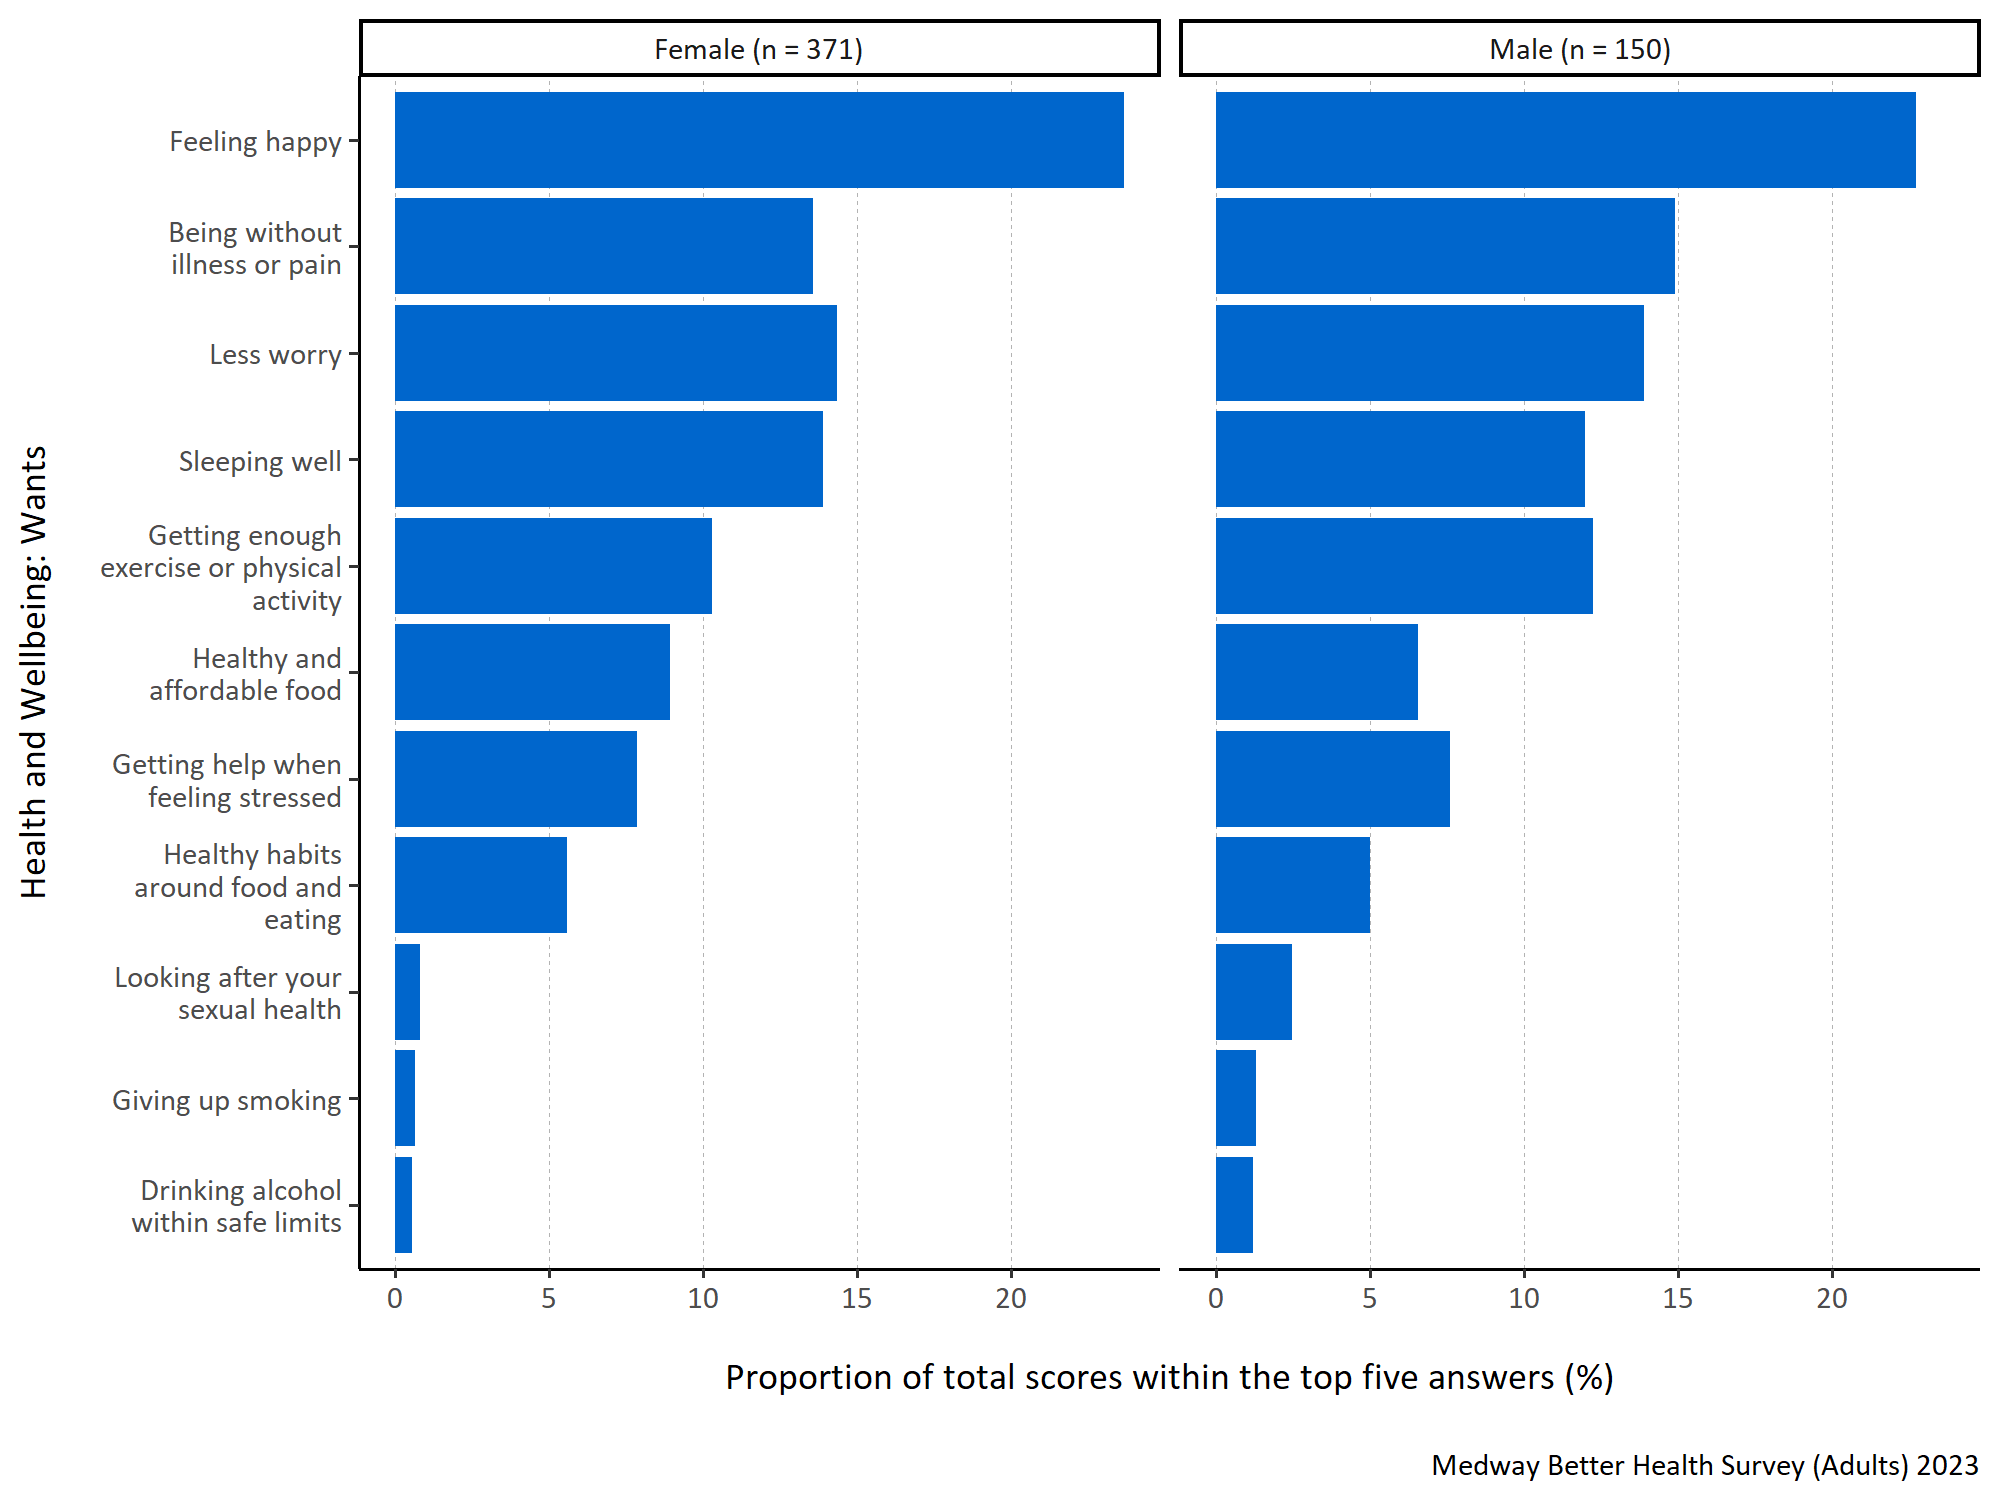 Female (n = 371)
Male (n = 150)
Health and Wellbeing: Wants
Feeling happy
Being without
illness or pain
Less worry
Sleeping well
Getting enough
exercise or physical
activity
Healthy and
affordable food
Getting help when
feeling stressed
Healthy habits
around food and
eating
Looking after your
sexual health
Giving up smoking
Drinking alcohol
within safe limits
0 5 10 15 20
0 5 10 15 20
Proportion of total scores within the top five answers (%)
Medway Better Health Survey (Adults) 2023